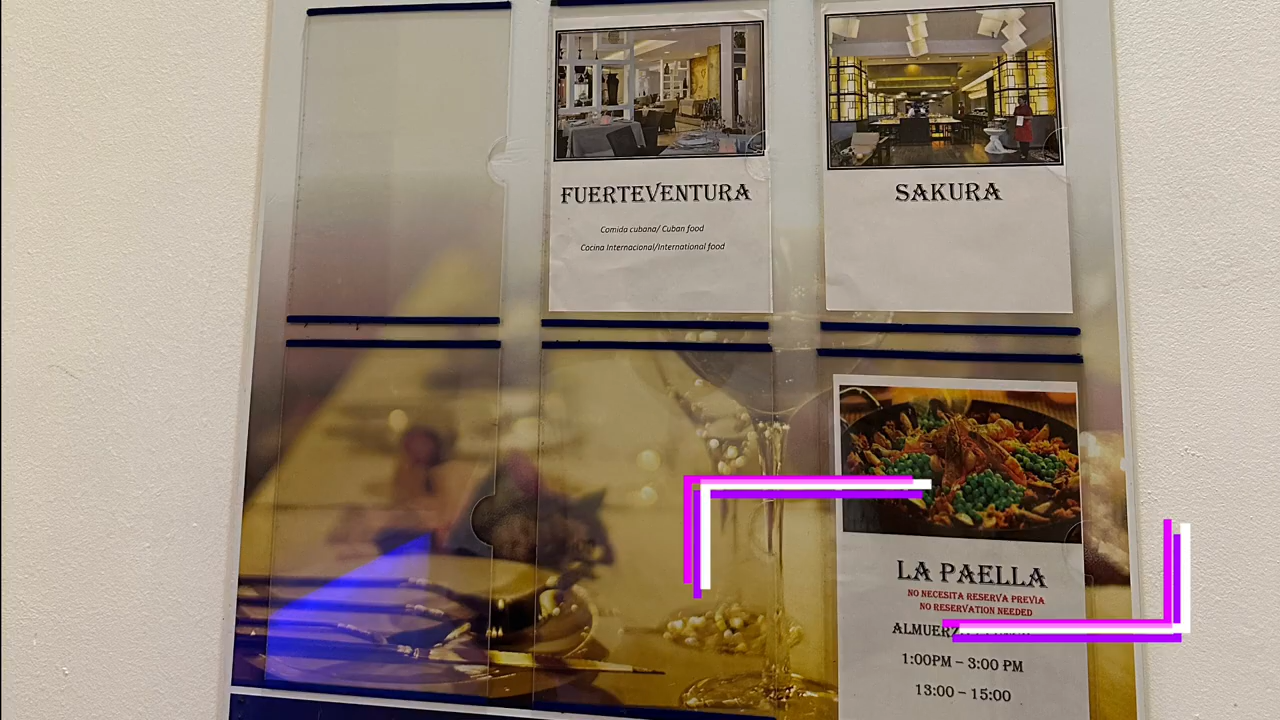 FUERTEVENTURA
Comida cubana/ Cuban food
Cocina Internacional/International food
SAKURA
LA PAELLA
NO NECESITA RESERVA PREVIA
NO RESERVATION NEEDED
1:00PM – 3:00 PM
13:00 – 15:00